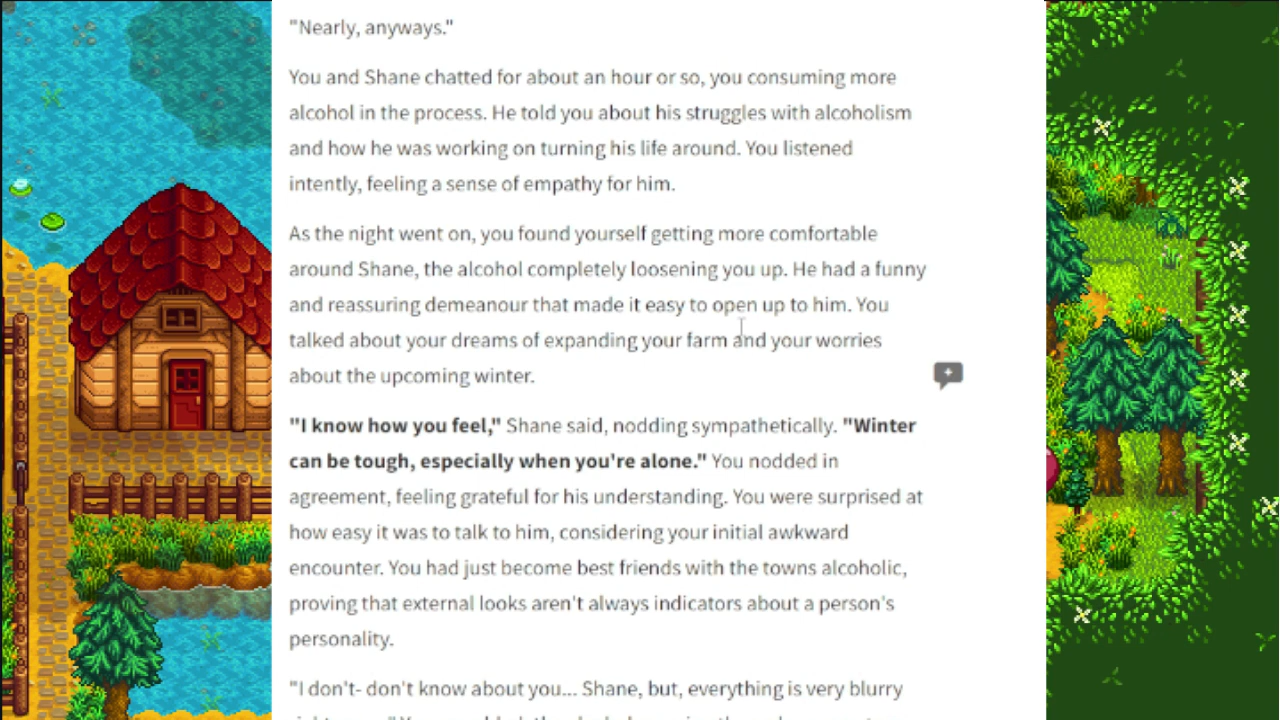 "Nearly, anyways."
You and Shane chatted for about an hour or so, you consuming more
alcohol in the process. He told you about his struggles with alcoholism
and how he was working on turning his life around. You listened
intently, feeling a sense of empathy for him.
As the night went on, you found yourself getting more comfortable
around Shane, the alcohol completely loosening you up. He had a funny
and reassuring demeanour that made it easy to open up to him. You
talked about your dreams of expanding your farm and your worries
about the upcoming winter.
"I know how you feel," Shane said, nodding sympathetically. "Winter
can be tough, especially when you're alone." You nodded in
agreement, feeling grateful for his understanding. You were surprised at
how easy it was to talk to him, considering your initial awkward
encounter. You had just become best friends with the towns alcoholic,
proving that external looks aren't always indicators about a person's
personality.
"I don't- don't know about you... Shane, but, everything is very blurry